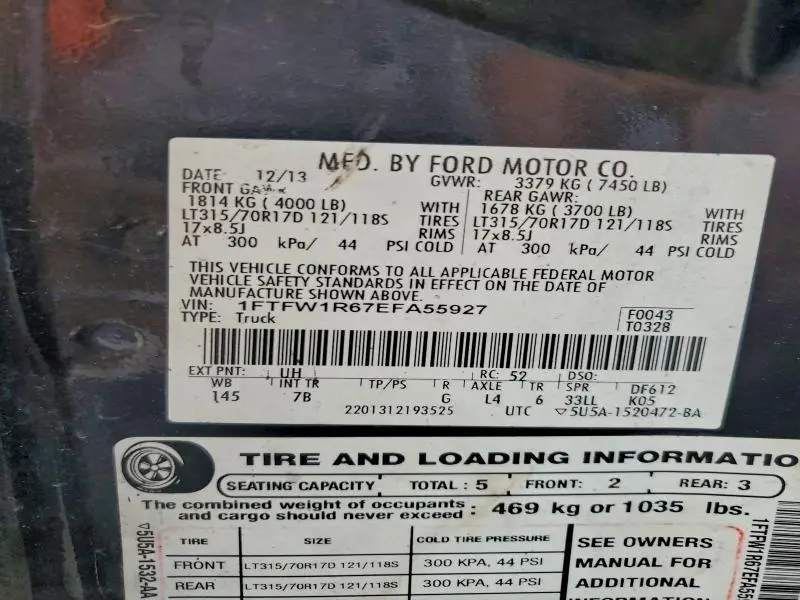 MFD. BY FORD MOTOR CO.
DATE: 12/13 GVWR: 3379 KG ( 7450 LB)
FRONT GAWR: REAR GAWR:
1814 KG ( 4000 LB) WITH 1678 KG ( 3700 LB) WITH
LT315/70R17D 121/118S TIRES LT315/70R17D 121/118S TIRES
17x8.5J RIMS 17x8.5J RIMS
AT 300 kPa/ 44 PSI COLD AT 300 kPa/ 44 PSI COLD
THIS VEHICLE CONFORMS TO ALL APPLICABLE FEDERAL MOTOR
VEHICLE SAFETY STANDARDS IN EFFECT ON THE DATE OF
MANUFACTURE SHOWN ABOVE.
VIN: 1FTFW1R67EFA55927 F0043
TYPE: Truck T0328
EXT PNT: UH RC: 52 DSO:
WB INT TR TP/PS R AXLE TR SPR DF612
145 7B G L4 6 33LL K05
2201312193525 UTC ▽5U5A-1520472-BA
TIRE AND LOADING INFORMATIO
SEATING CAPACITY TOTAL : 5 FRONT: 2 REAR: 3
The combined weight of occupants
and cargo should never exceed : 469 kg or 1035 lbs.
TIRE SIZE COLD TIRE PRESSURE SEE OWNERS
FRONT LT315/70R17D 121/118S 300 KPA, 44 PSI MANUAL FOR
REAR LT315/70R17D 121/118S 300 KPA, 44 PSI ADDITIONAL
INFORMATION
▽5U5A-1532-AA
1FTFW1R67EFA55